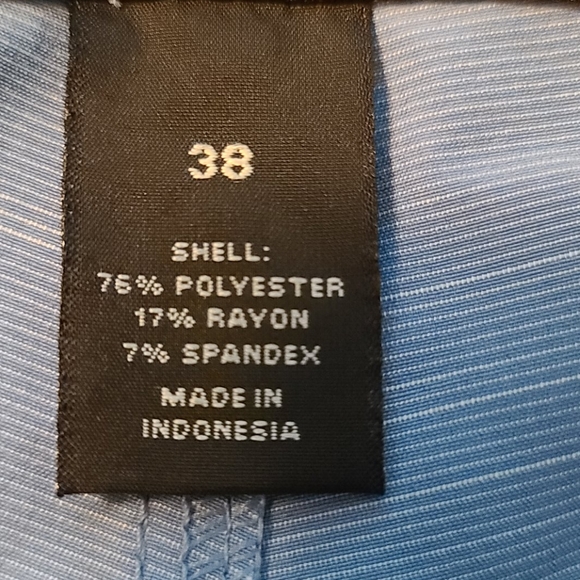 38
SHELL:
76% POLYESTER
17% RAYON
7% SPANDEX
MADE IN
INDONESIA